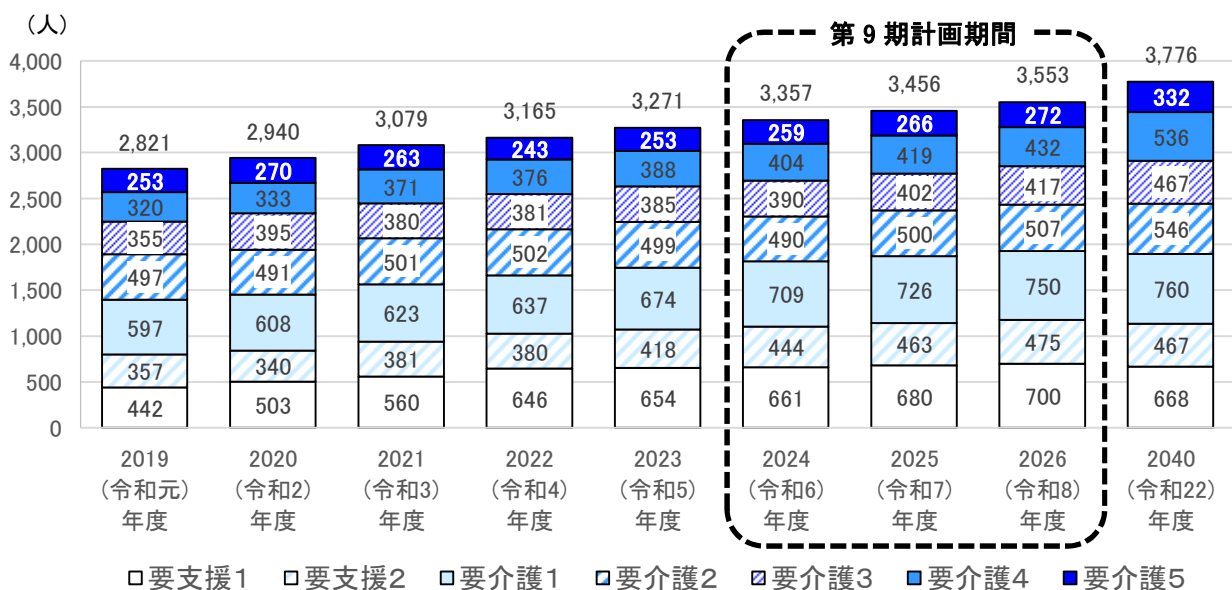 （人）
第９期計画期間
4,000
3,500
3,000
2,500
2,000
1,500
1,000
500
0
2,821 2,940 3,079 3,165 3,271 3,357 3,456 3,553 3,776
253 270 263 243 253 259 266 272 332
320 333 371 376 388 404 419 432 536
355 395 380 381 385 390 402 417 467
497 491 501 502 499 490 500 507 546
597 608 623 637 674 709 726 750 760
357 340 381 380 418 444 463 475 467
442 503 560 646 654 661 680 700 668
2019 2020 2021 2022 2023 2024 2025 2026 2040
（令和元） （令和2） （令和3） （令和4） （令和5） （令和6） （令和7） （令和8） （令和22）
年度 年度 年度 年度 年度 年度 年度 年度 年度
要支援１ 要支援２ 要介護１ 要介護２ 要介護３ 要介護４ 要介護５